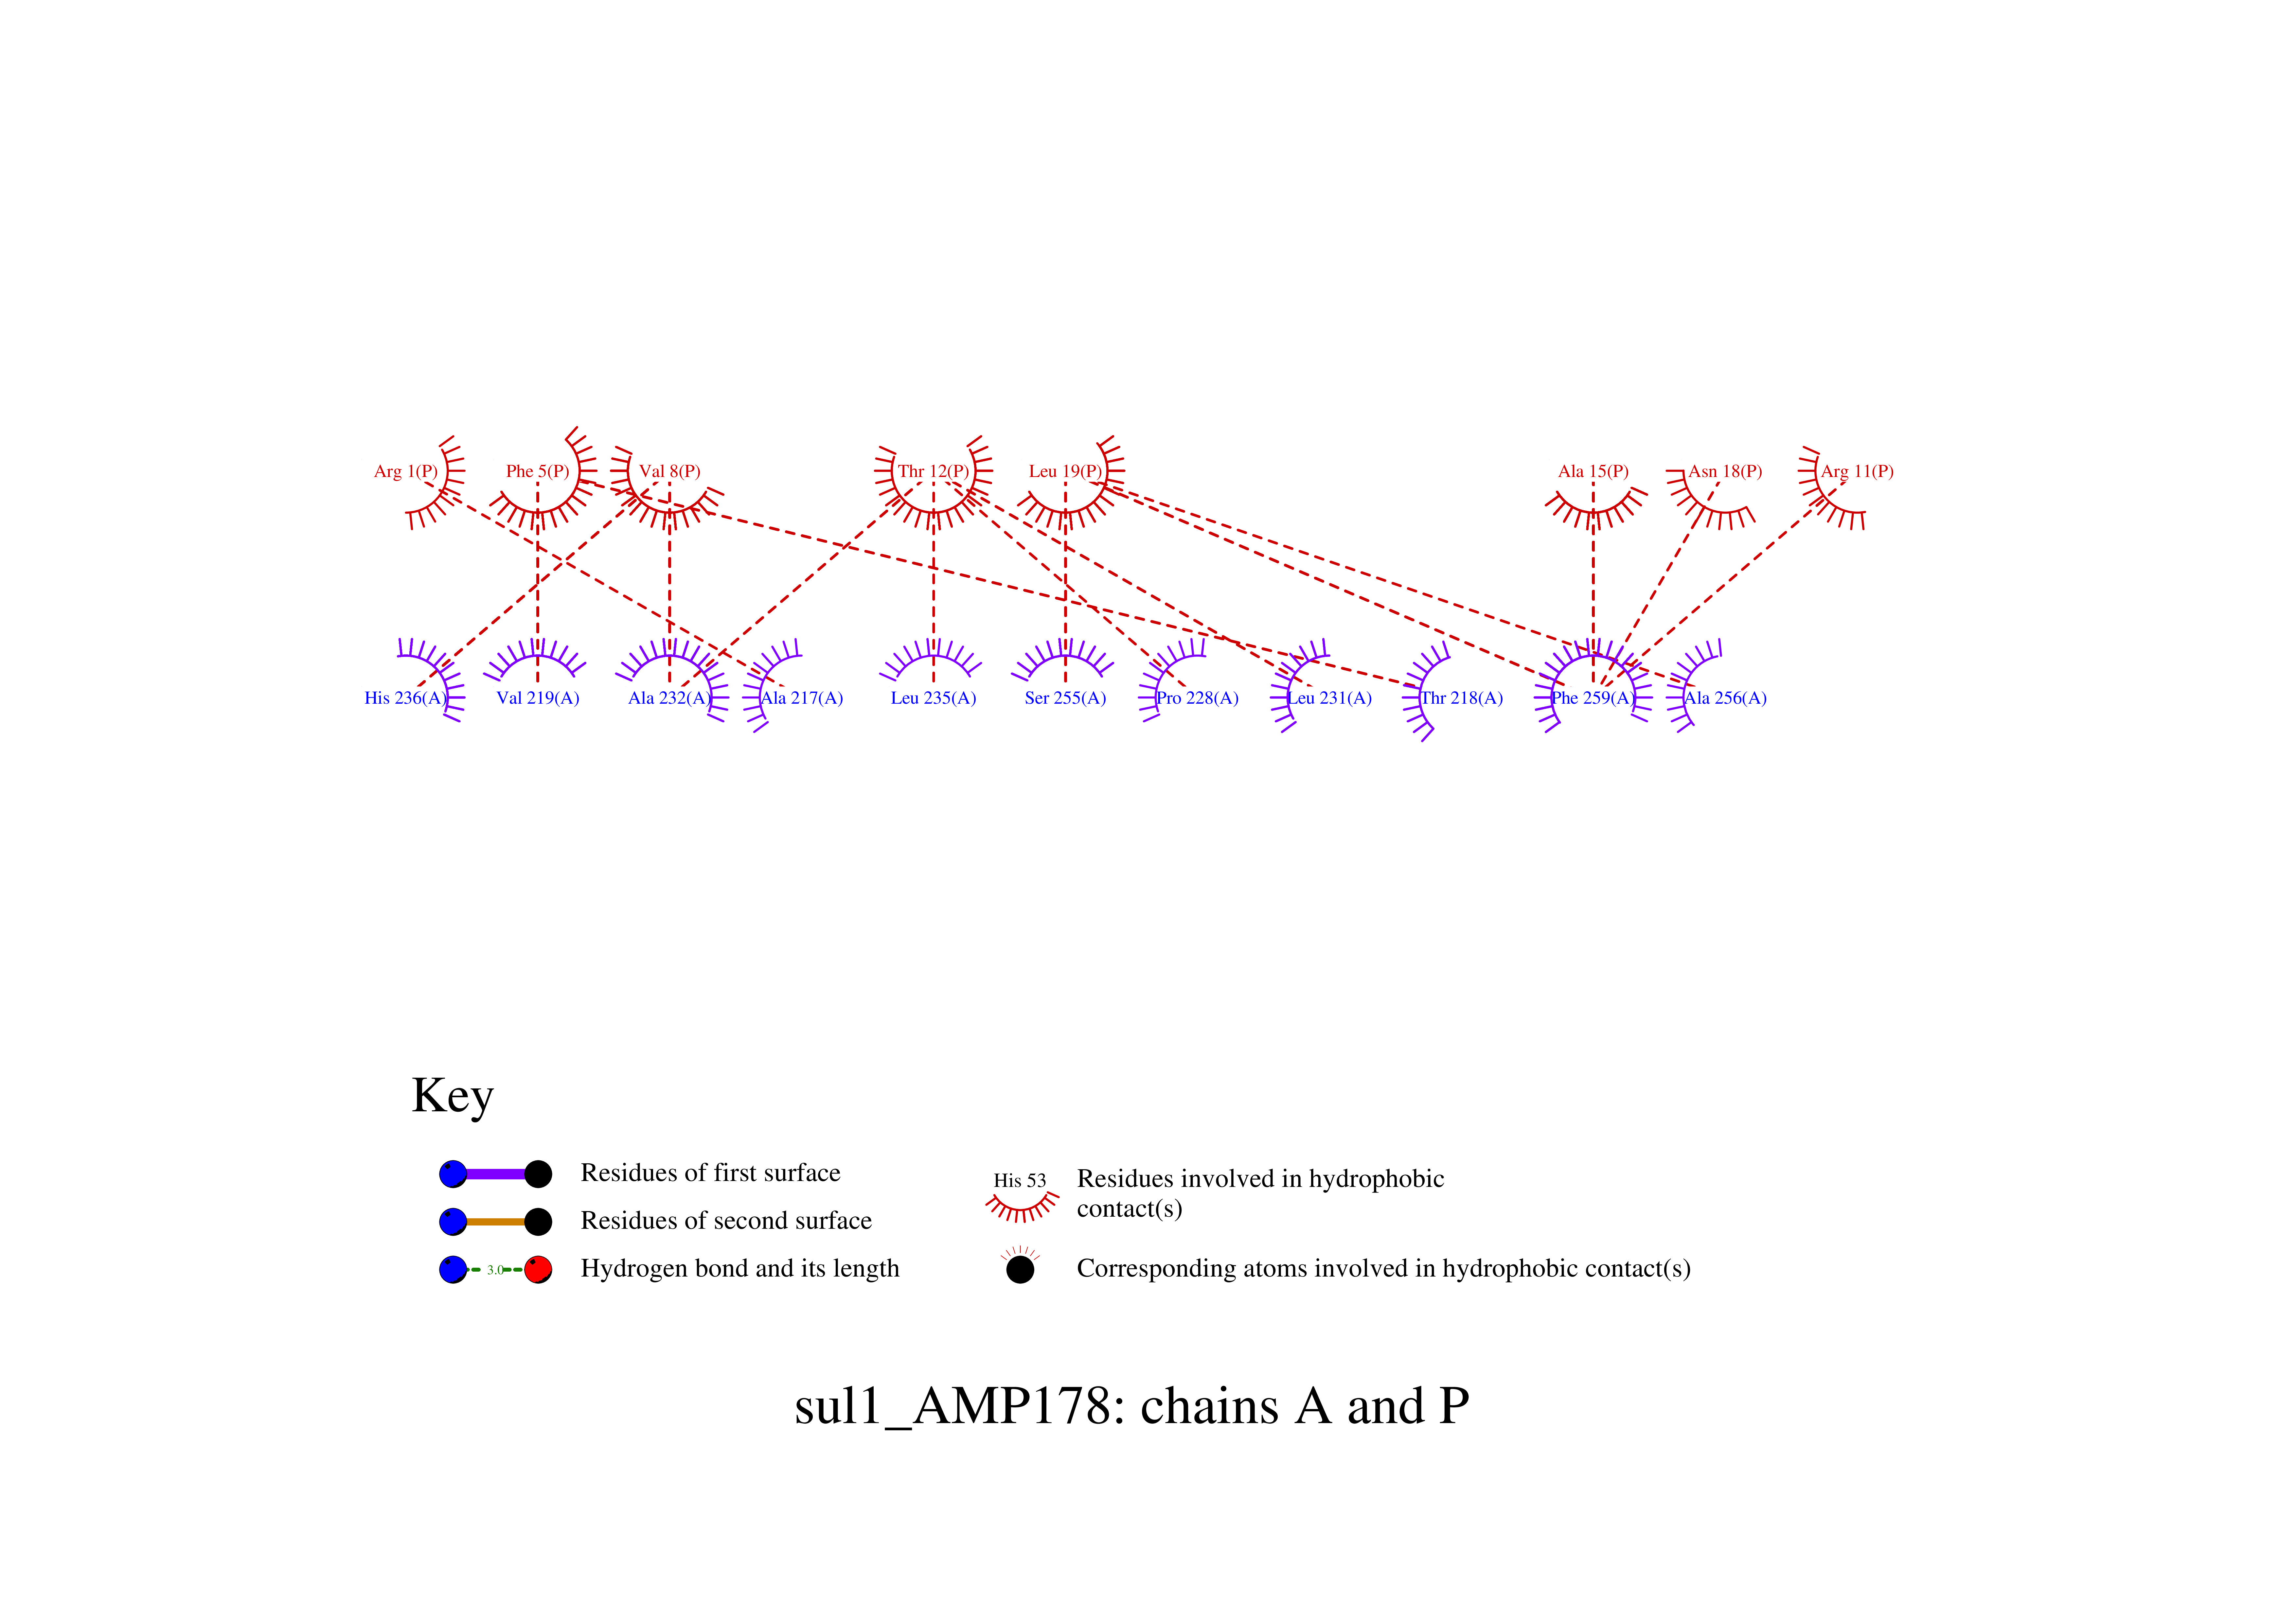 Arg 1(P) Phe 5(P) Val 8(P) Thr 12(P) Leu 19(P) Ala 15(P) Asn 18(P) Arg 11(P)
His 236(A) Val 219(A) Ala 232(A) Ala 217(A) Leu 235(A) Ser 255(A) Pro 228(A) Leu 231(A) Thr 218(A) Phe 259(A) Ala 256(A)
Key
Residues of first surface
Residues of second surface
3.0 Hydrogen bond and its length
His 53 Residues involved in hydrophobic
contact(s)
Corresponding atoms involved in hydrophobic contact(s)
sul1_AMP178: chains A and P